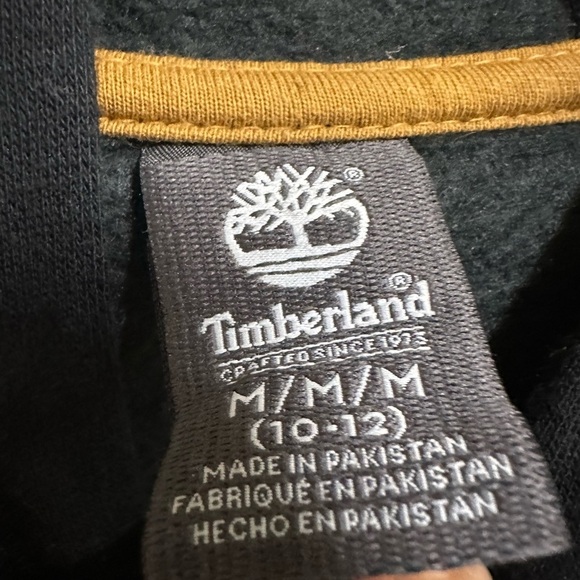 ®
Timberland®
CRAFTED SINCE 1973
M/M/M
(10-12)
MADE IN PAKISTAN
FABRIQUÉ EN PAKISTAN
HECHO EN PAKISTAN